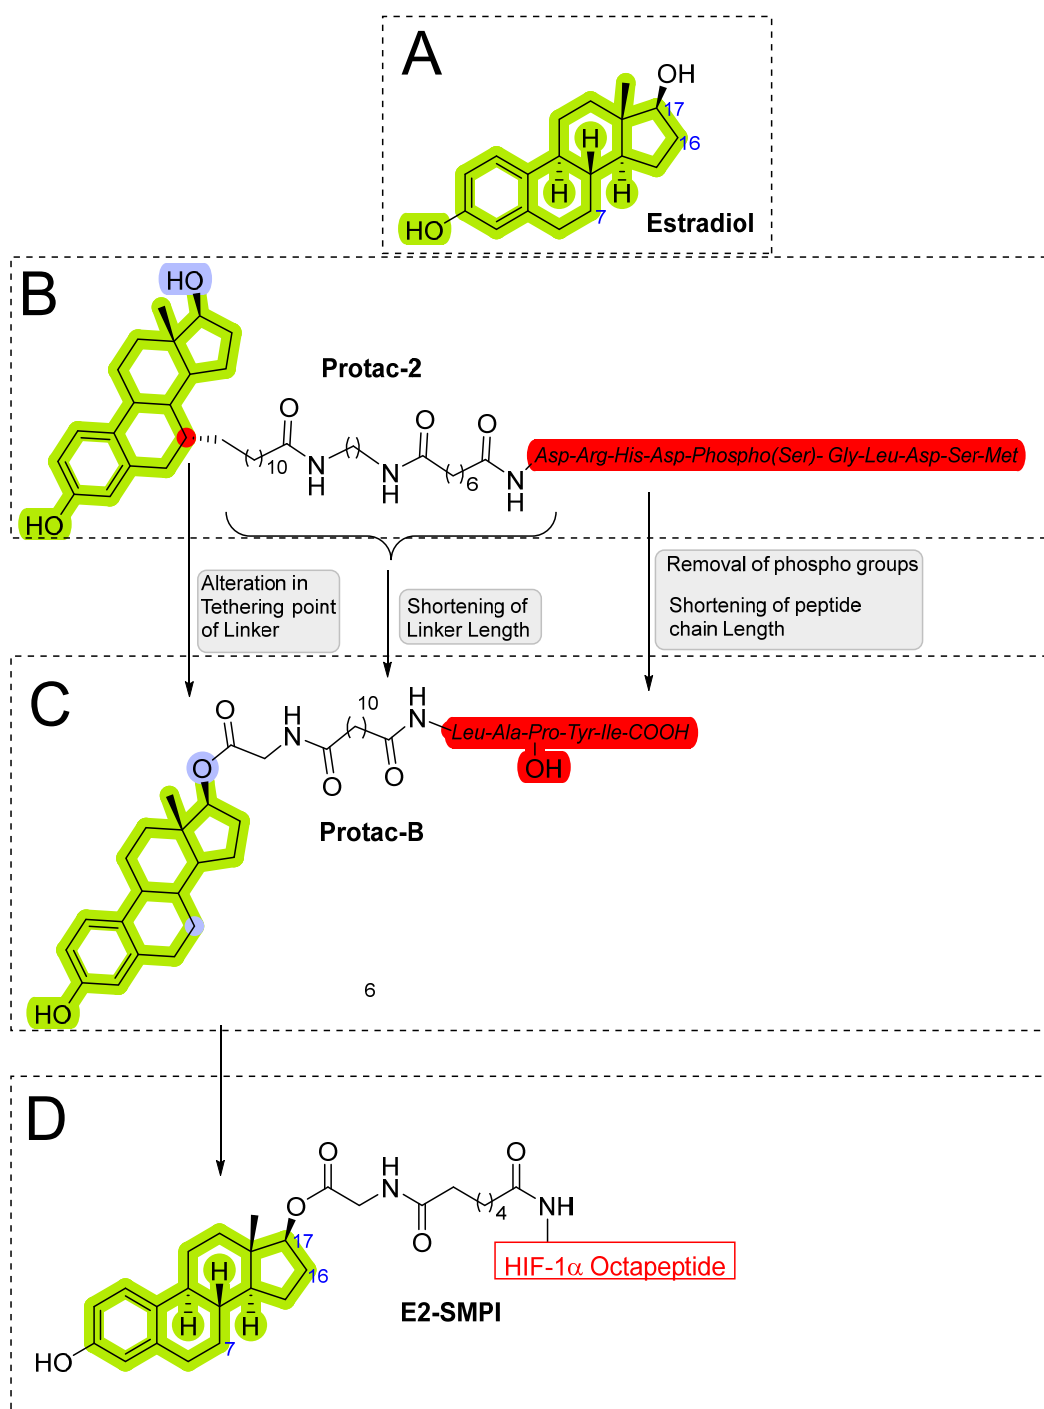 A
OH
17
H
16
H
H
7
HO
Estradiol
B
HO
Protac-2
O
O
O
10
N
H
N
H
6
N
H
Asp-Arg-His-Asp-Phospho(Ser)- Gly-Leu-Asp-Ser-Met
HO
Alteration in
Tethering point
of Linker
Shortening of
Linker Length
Removal of phospho groups
Shortening of peptide
chain Length
C
O
H
N
10
H
N
Leu-Ala-Pro-Tyr-Ile-COOH
OH
O
O
O
Protac-B
HO
6
D
O
H
N
O
O
4
NH
O
17
HIF-1α Octapeptide
16
H
H
H
7
E2-SMPI
HO